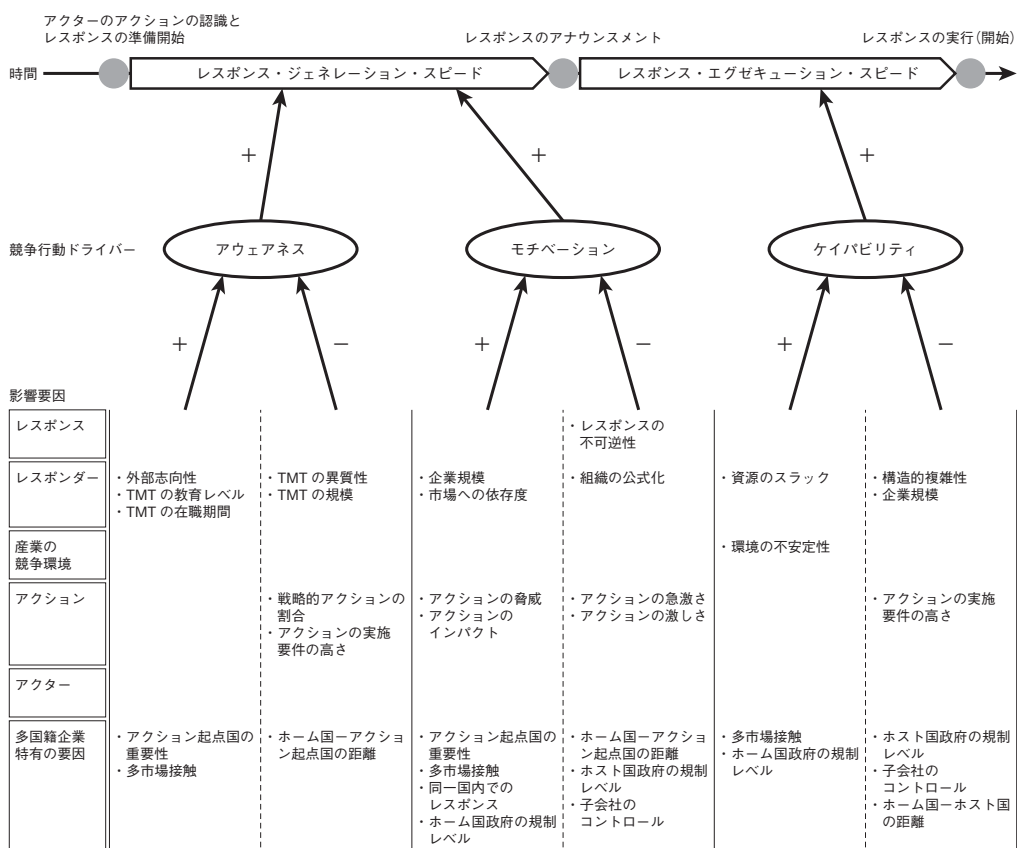 アクターのアクションの認識と
レスポンスの準備開始
レスポンスのアナウンスメント
レスポンスの実行(開始)
時間
レスポンス・ジェネレーション・スピード
レスポンス・エグゼキューション・スピード
+
+
+
競争行動ドライバー
アウェアネス
モチベーション
ケイパビリティ
+
−
+
−
+
−
影響要因
レスポンス
・レスポンスの
不可逆性
レスポンダー
・外部志向性
・TMT の教育レベル
・TMT の在職期間
・TMT の異質性
・TMT の規模
・企業規模
・市場への依存度
・組織の公式化
・資源のスラック
・構造的複雑性
・企業規模
産業の
競争環境
・環境の不安定性
アクション
・戦略的アクションの
割合
・アクションの実施
要件の高さ
・アクションの脅威
・アクションの
インパクト
・アクションの急激さ
・アクションの激しさ
・アクションの実施
要件の高さ
アクター
多国籍企業
特有の要因
・アクション起点国の
重要性
・多市場接触
・ホーム国−アクショ
ン起点国の距離
・アクション起点国の
重要性
・多市場接触
・同一国内での
レスポンス
・ホーム国政府の規制
レベル
・ホーム国−アクショ
ン起点国の距離
・ホスト国政府の規制
レベル
・子会社の
コントロール
・多市場接触
・ホーム国政府の規制
レベル
・ホスト国政府の規制
レベル
・子会社の
コントロール
・ホーム国−ホスト国
の距離